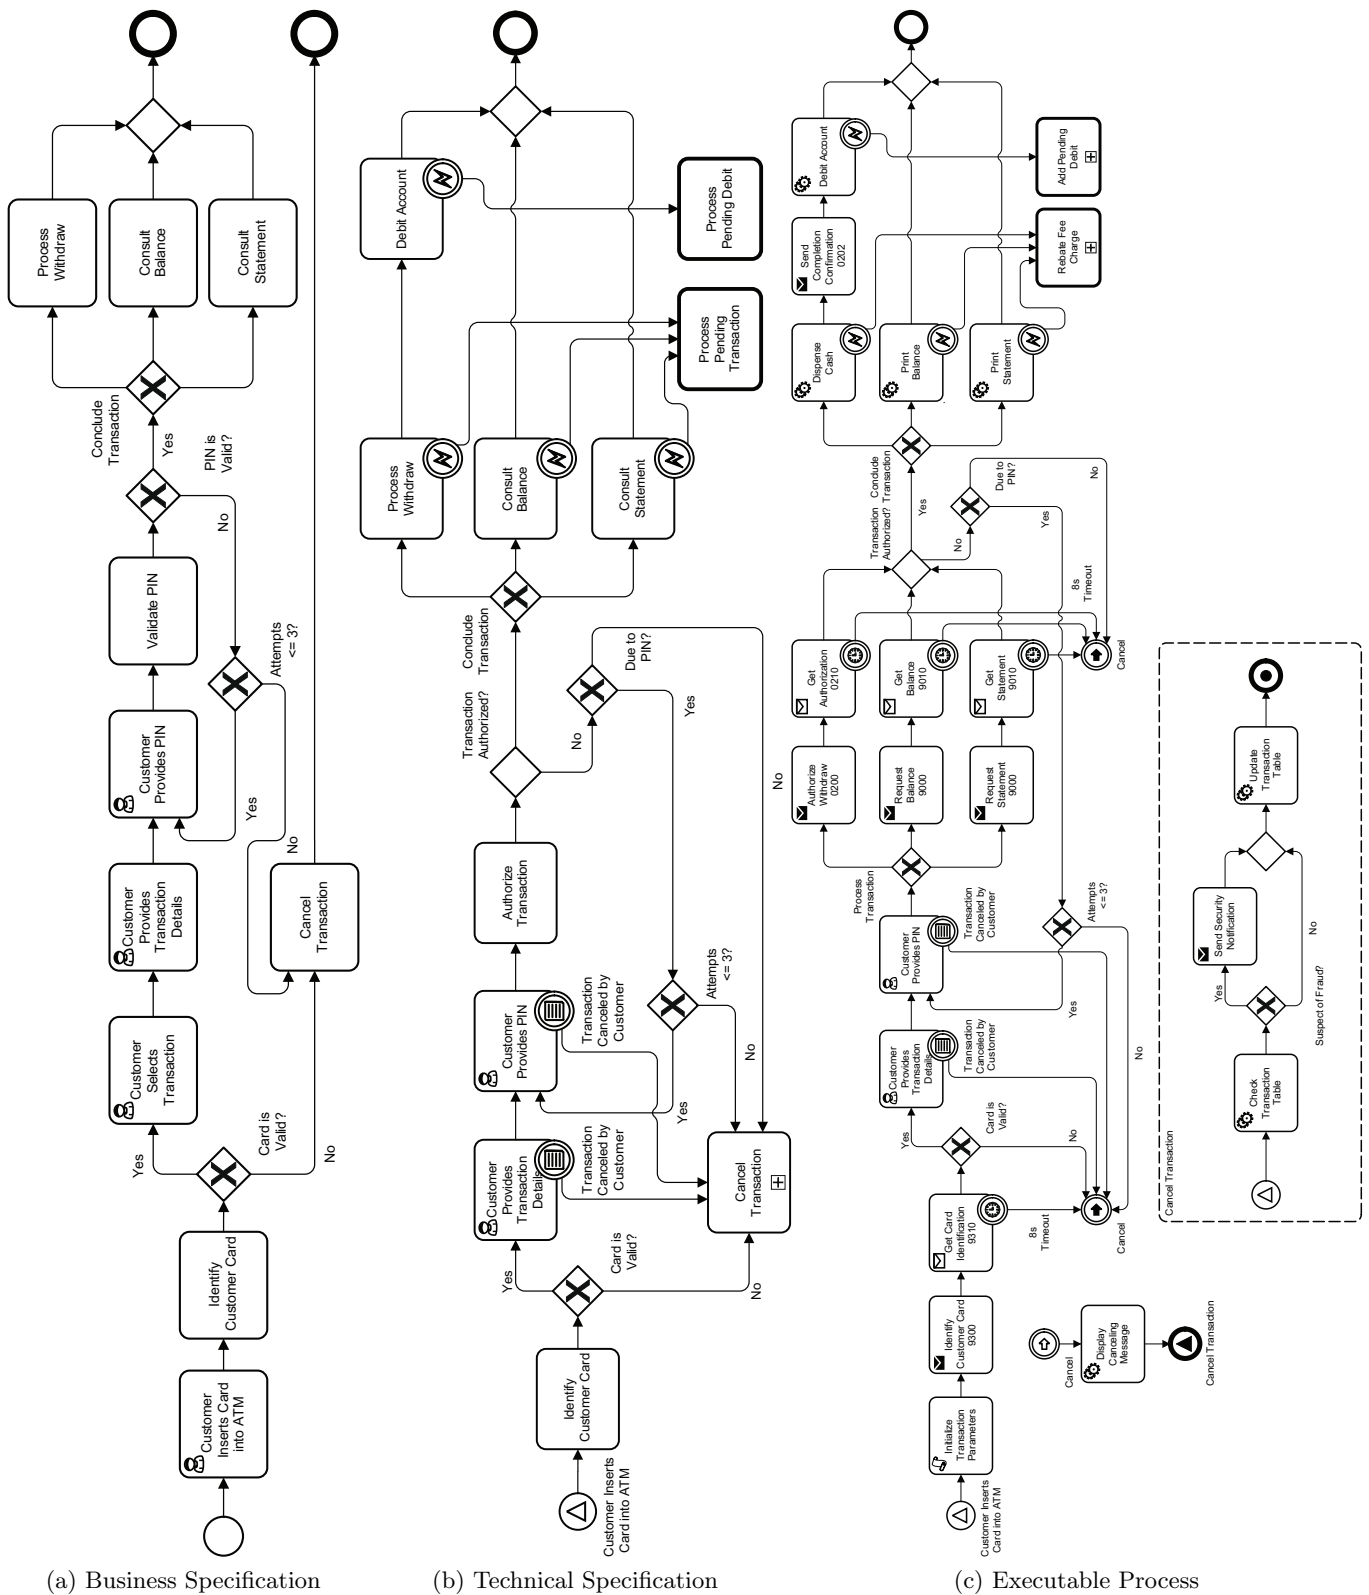 Customer
Inserts Card
into ATM
Identify
Customer Card
Card is
Valid?
Yes
No
Customer
Selects
Transaction
Customer
Provides
Transaction
Details
Customer
Provides PIN
Validate PIN
PIN is
Valid?
Yes
No
Attempts
<= 3?
Yes
No
Cancel
Transaction
Conclude
Transaction
Process
Withdraw
Consult
Balance
Consult
Statement
(a) Business Specification
Customer Inserts
Card into ATM
Identify
Customer Card
Card is
Valid?
Yes
No
Customer
Provides
Transaction
Details
Transaction
Canceled by
Customer
Customer
Provides PIN
Transaction
Canceled by
Customer
Authorize
Transaction
Transaction
Authorized?
No
Due to
PIN?
Yes
No
Attempts
<= 3?
Yes
No
Cancel
Transaction
Conclude
Transaction
Process
Withdraw
Consult
Balance
Consult
Statement
Debit Account
Process
Pending
Transaction
Process
Pending Debit
(b) Technical Specification
Customer Inserts
Card into ATM
Initialize
Transaction
Parameters
Identify
Customer Card
9300
Get Card
Identification
9310
8s
Timeout
Cancel
Card is
Valid?
Yes
No
Customer
Provides
Transaction
Details
Transaction
Canceled by
Customer
Customer
Provides PIN
Transaction
Canceled by
Customer
Process
Transaction
Authorize
Withdraw
0200
Request
Balance
9000
Request
Statement
9000
Get
Authorization
0210
Get
Balance
9010
Get
Statement
9010
8s
Timeout
Cancel
Transaction
Authorized?
Yes
No
Due to
PIN?
Yes
No
Attempts
<= 3?
Yes
No
Conclude
Transaction
Dispense
Cash
Print
Balance
Print
Statement
Send
Completion
Confirmation
0202
Debit Account
Rebate Fee
Charge
Add Pending
Debit
Cancel
Display
Canceling
Message
Cancel Transaction
Cancel Transaction
Check
Transaction
Table
Suspect of Fraud?
Yes
No
Send Security
Notification
Update
Transaction
Table
(c) Executable Process